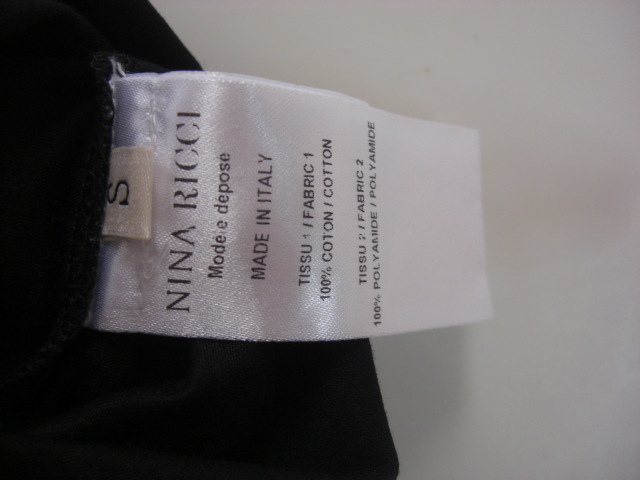 S
NINA RICCI
Modèle déposé
MADE IN ITALY
TISSU 1 / FABRIC 1
100% COTON / COTTON
TISSU 2 / FABRIC 2
100% POLYAMIDE / POLYAMIDE